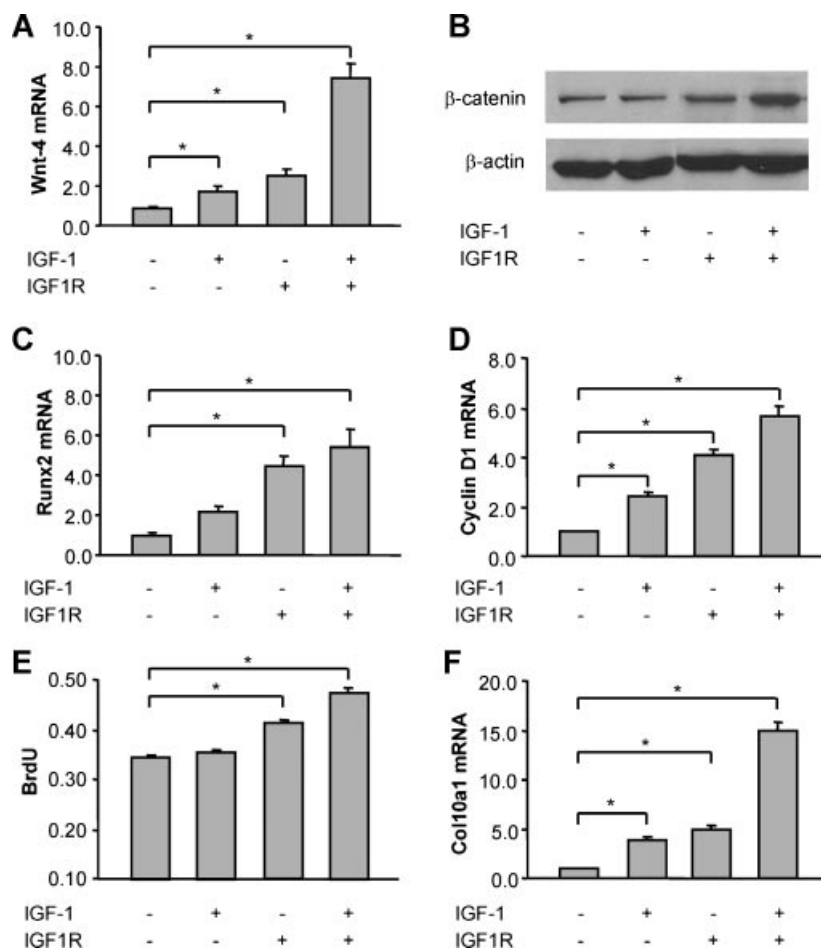 A
Wnt-4 mRNA
10.0
8.0
6.0
4.0
2.0
0.0
*
*
*
IGF-1 - + - +
IGF1R - - + +
B
β-catenin
β-actin
IGF-1 - + - +
IGF1R - - + +
C
Runx2 mRNA
10.0
8.0
6.0
4.0
2.0
0.0
*
*
IGF-1 - + - +
IGF1R - - + +
D
Cyclin D1 mRNA
8.0
6.0
4.0
2.0
0.0
*
*
*
IGF-1 - + - +
IGF1R - - + +
E
BrdU
0.50
0.40
0.30
0.20
0.10
*
*
IGF-1 - + - +
IGF1R - - + +
F
Col10a1 mRNA
20.0
15.0
10.0
5.0
0.0
*
*
*
IGF-1 - + - +
IGF1R - - + +